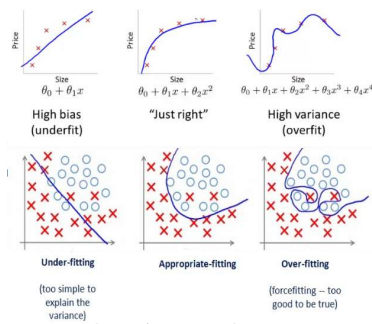 Price
Size
θ₀ + θ₁x
High bias
(underfit)
Price
Size
θ₀ + θ₁x + θ₂x²
"Just right"
Price
Size
θ₀ + θ₁x + θ₂x² + θ₃x³ + θ₄x⁴
High variance
(overfit)
Under-fitting
(too simple to
explain the
variance)
Appropriate-fitting
Over-fitting
(forcefitting -- too
good to be true)